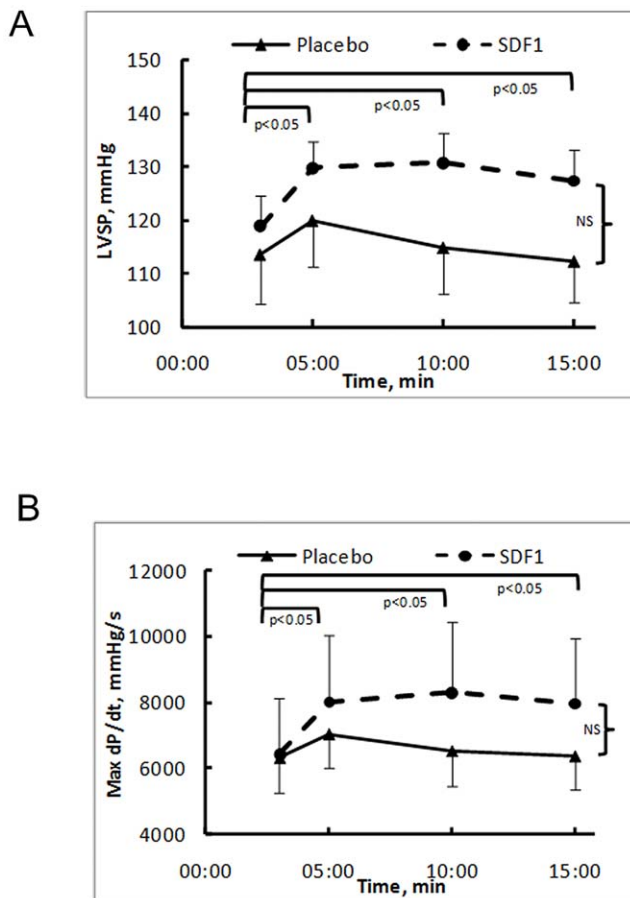 A
Placebo SDF1
150
140
130
120
110
100
LVSP, mmHg
p<0.05
p<0.05
p<0.05
NS
00:00 05:00 10:00 15:00
Time, min
B
Placebo SDF1
12000
10000
8000
6000
4000
Max dP/dt, mmHg/s
p<0.05
p<0.05
p<0.05
NS
00:00 05:00 10:00 15:00
Time, min